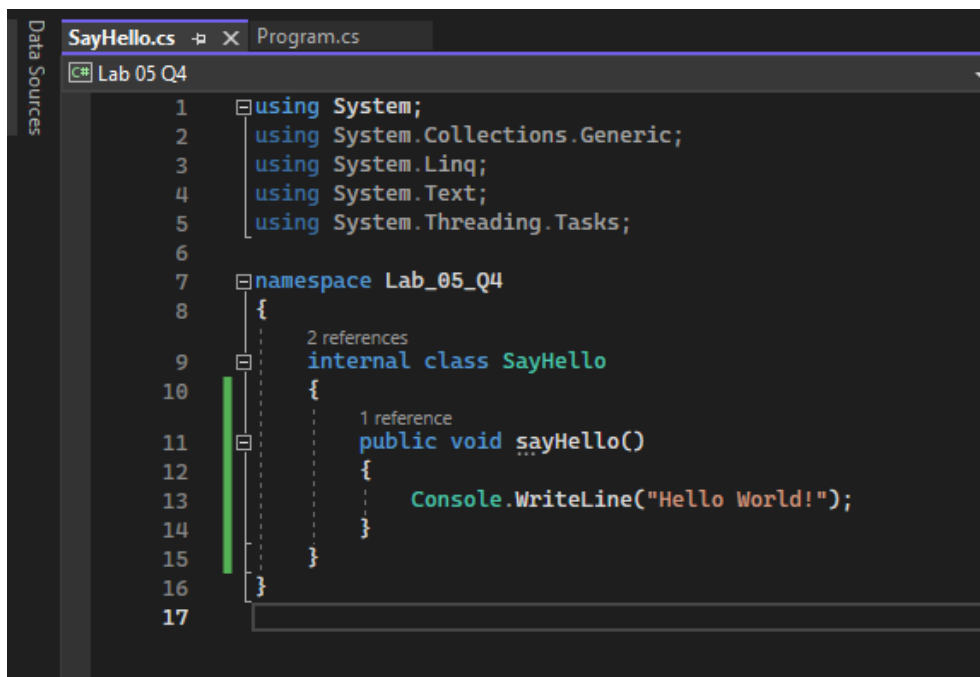 Data Sources
SayHello.cs Program.cs
C# Lab 05 Q4
1 using System;
2 using System.Collections.Generic;
3 using System.Linq;
4 using System.Text;
5 using System.Threading.Tasks;
6
7 namespace Lab_05_Q4
8 {
2 references
9 internal class SayHello
10 {
1 reference
11 public void sayHello()
12 {
13 Console.WriteLine("Hello World!");
14 }
15 }
16 }
17